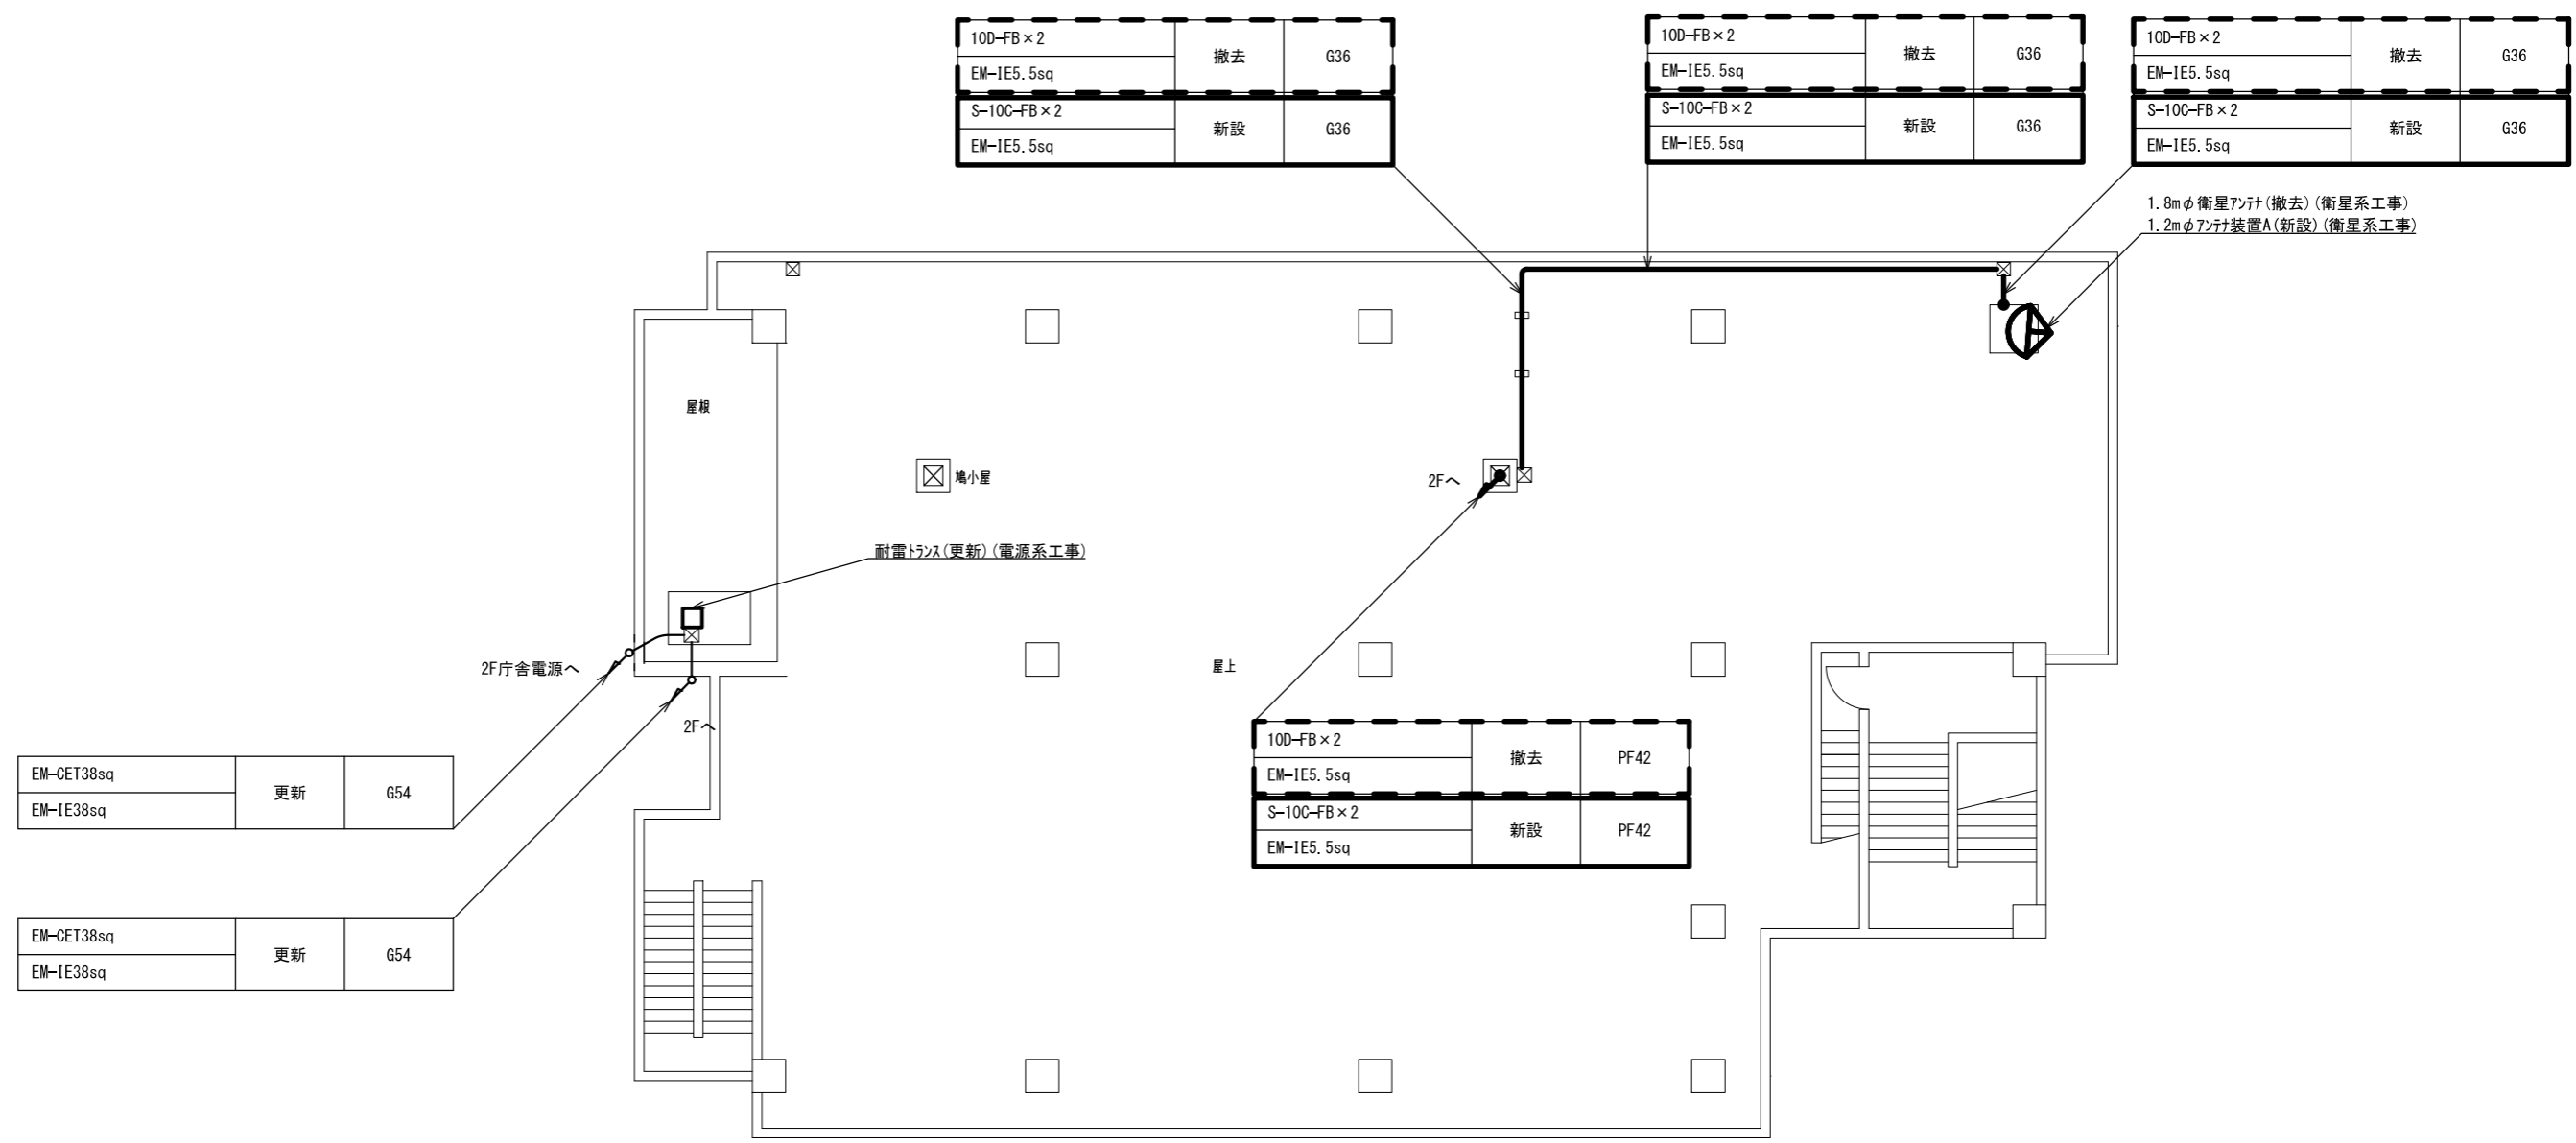 10D-FB×2
撤去
G36
EM-IE5.5sq
S-10C-FB×2
新設
G36
EM-IE5.5sq
10D-FB×2
撤去
G36
EM-IE5.5sq
S-10C-FB×2
新設
G36
EM-IE5.5sq
10D-FB×2
撤去
G36
EM-IE5.5sq
S-10C-FB×2
新設
G36
EM-IE5.5sq
1.8mφ衛星アンテナ(撤去)(衛星系工事)
1.2mφアンテナ装置A(新設)(衛星系工事)
屋根
鳩小屋
2Fへ
耐雷トランス(更新)(電源系工事)
2F庁舎電源へ
屋上
2Fへ
10D-FB×2
撤去
PF42
EM-IE5.5sq
S-10C-FB×2
新設
PF42
EM-IE5.5sq
EM-CET38sq
更新
G54
EM-IE38sq
EM-CET38sq
更新
G54
EM-IE38sq